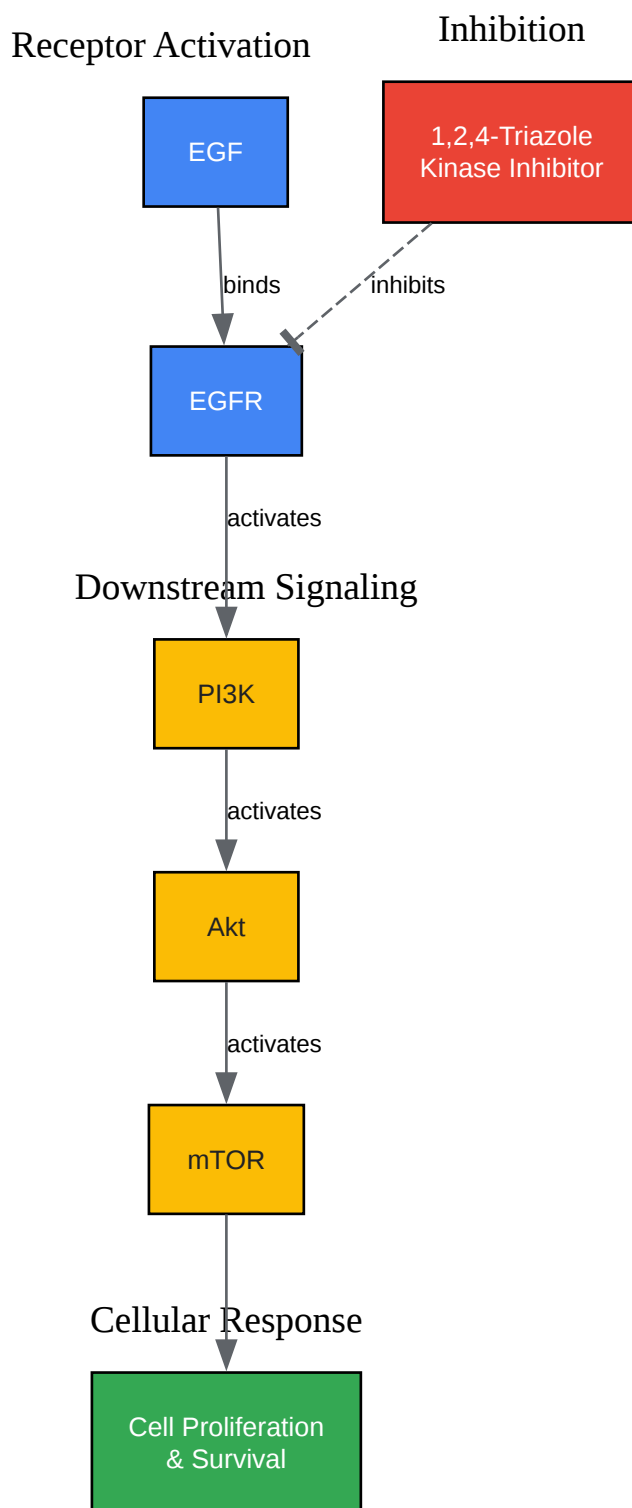 Receptor Activation
Inhibition
EGF
1,2,4-Triazole
Kinase Inhibitor
binds
inhibits
EGFR
activates
Downstream Signaling
PI3K
activates
Akt
activates
mTOR
Cellular Response
Cell Proliferation
& Survival